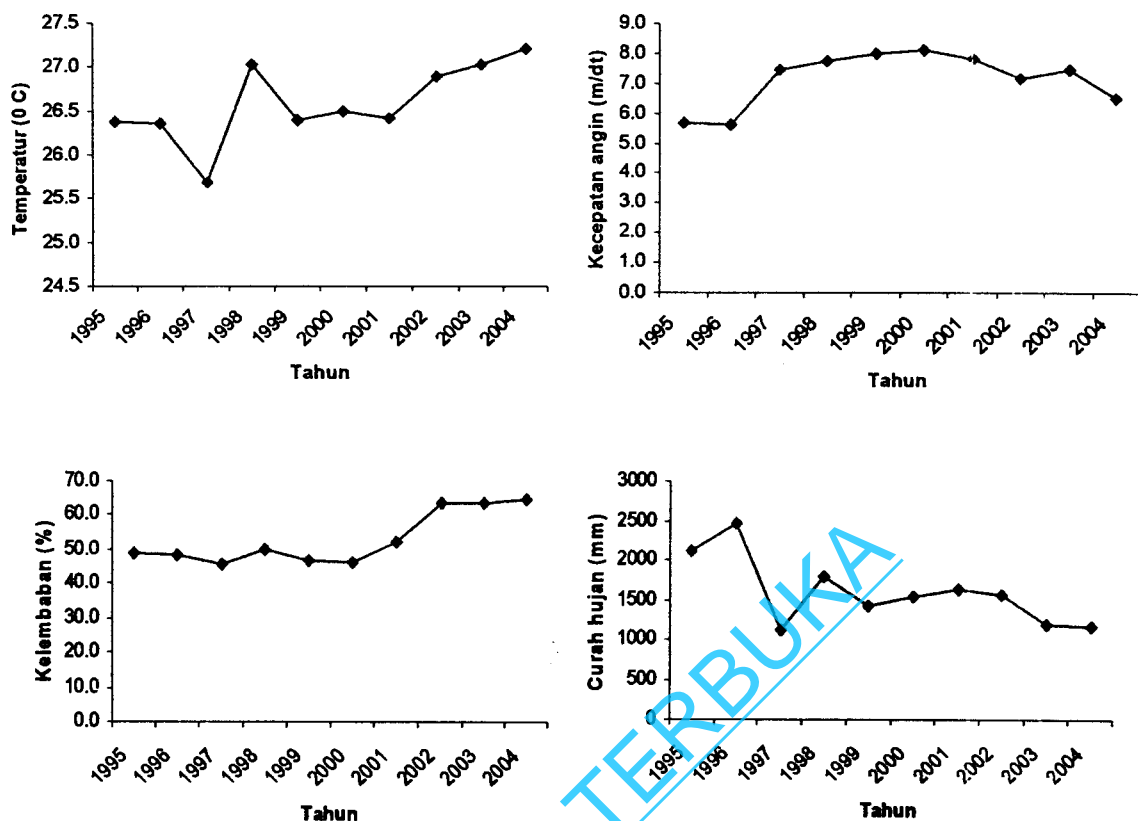 27.5
27.0
26.5
26.0
25.5
25.0
24.5
Temperatur (0 C)
1995 1996 1997 1998 1999 2000 2001 2002 2003 2004
Tahun
9.0
8.0
7.0
6.0
5.0
4.0
3.0
2.0
1.0
0.0
Kecepatan angin (m/dt)
1995 1996 1997 1998 1999 2000 2001 2002 2003 2004
Tahun
70.0
60.0
50.0
40.0
30.0
20.0
10.0
0.0
Kelembaban (%)
1995 1996 1997 1998 1999 2000 2001 2002 2003 2004
Tahun
3000
2500
2000
1500
1000
500
0
Curah hujan (mm)
1995 1996 1997 1998 1999 2000 2001 2002 2003 2004
Tahun
TERBUKA